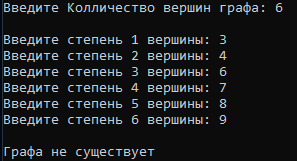 Введите Колличество вершин графа: 6
Введите степень 1 вершины: 3
Введите степень 2 вершины: 4
Введите степень 3 вершины: 6
Введите степень 4 вершины: 7
Введите степень 5 вершины: 8
Введите степень 6 вершины: 9
Графа не существует